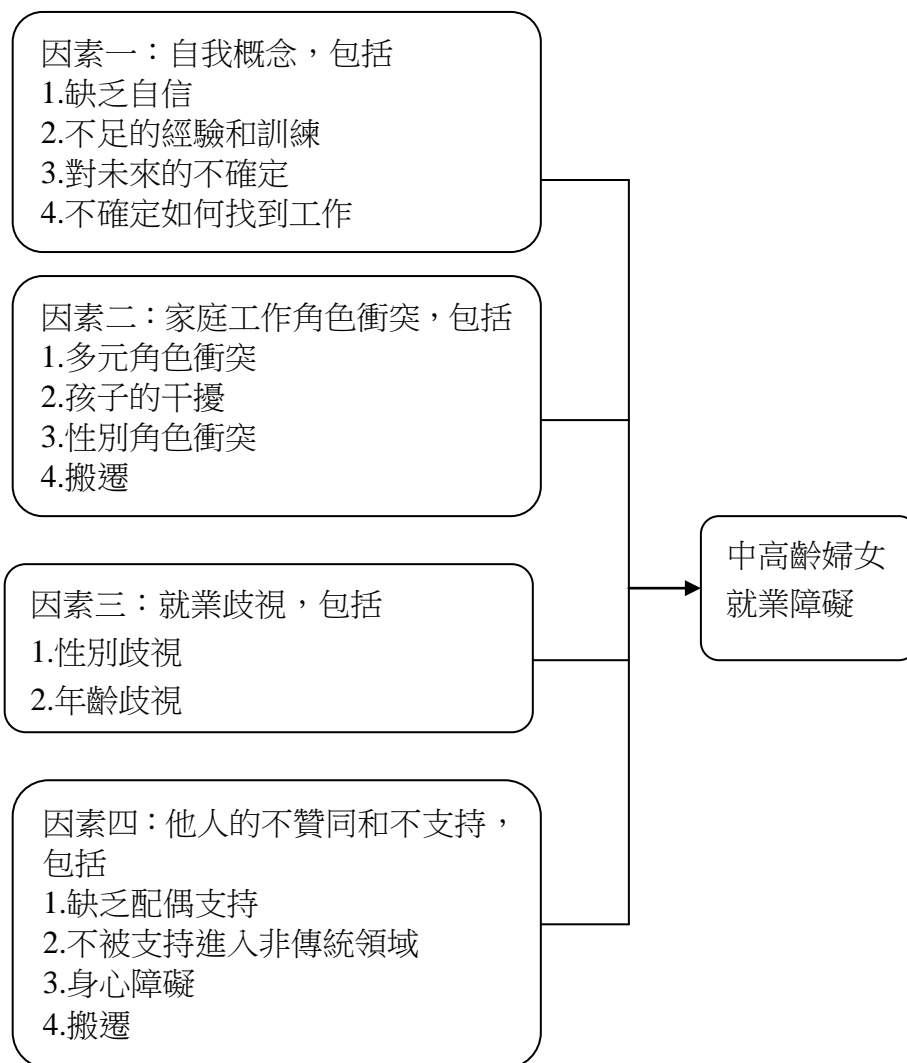 因素一：自我概念，包括
1.缺乏自信
2.不足的經驗和訓練
3.對未來的不確定
4.不確定如何找到工作
因素二：家庭工作角色衝突，包括
1.多元角色衝突
2.孩子的干擾
3.性別角色衝突
4.搬遷
因素三：就業歧視，包括
1.性別歧視
2.年齡歧視
因素四：他人的不贊同和不支持，
包括
1.缺乏配偶支持
2.不被支持進入非傳統領域
3.身心障礙
4.搬遷
中高齡婦女
就業障礙